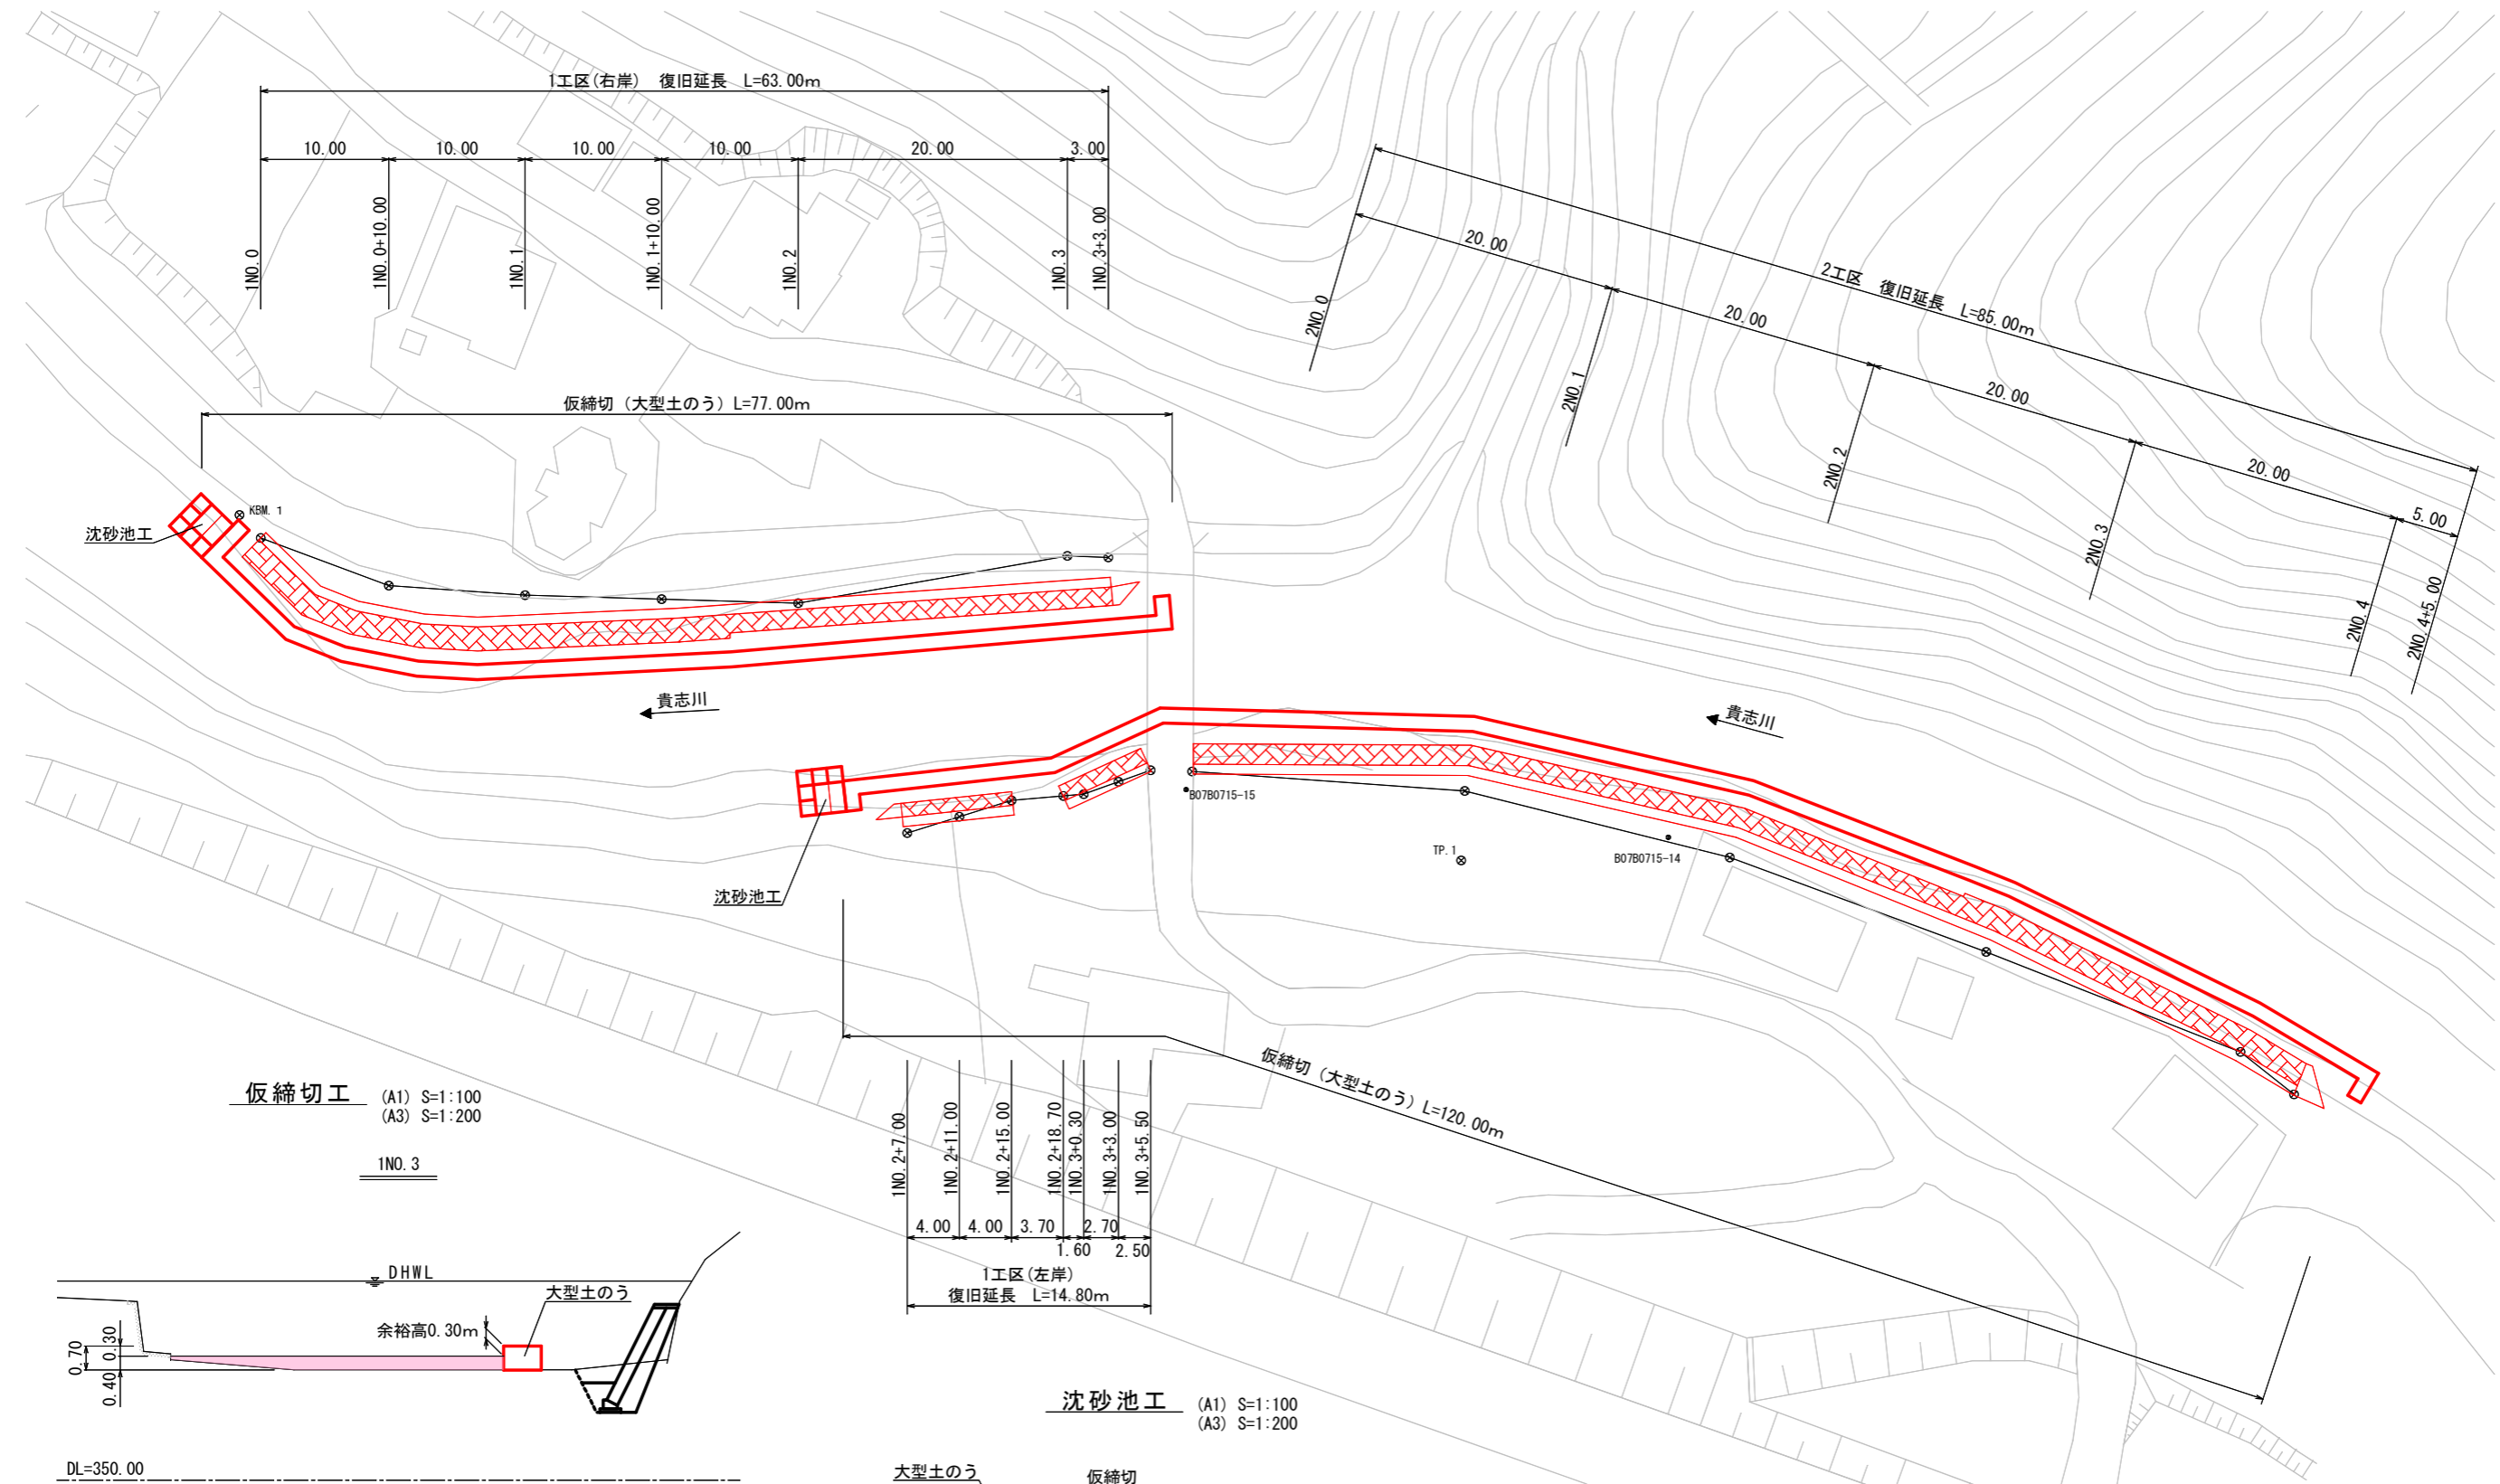 1工区(右岸) 復旧延長 L=63.00m
10.00 10.00 10.00 10.00 20.00 3.00
1NO.0 1NO.0+10.00 1NO.1 1NO.1+10.00 1NO.2 1NO.3 1NO.3+3.00
2工区 復旧延長 L=85.00m
20.00 20.00 20.00 20.00 5.00
2NO.0 2NO.1 2NO.2 2NO.3 2NO.4 2NO.4+5.00
仮締切(大型土のう)L=77.00m
KBM.1
沈砂池工
貴志川
貴志川
B07B0715-15
TP.1
B07B0715-14
沈砂池工
仮締切(大型土のう)L=120.00m
1NO.2+7.00 1NO.2+11.00 1NO.2+15.00 1NO.2+18.70 1NO.3+0.30 1NO.3+3.00 1NO.3+5.50
4.00 4.00 3.70 2.70
1.60 2.50
1工区(左岸)
復旧延長 L=14.80m
仮締切工 (A1) S=1:100
(A3) S=1:200
1NO.3
DHWL
大型土のう
余裕高0.30m
0.70 0.30
0.40
DL=350.00
沈砂池工 (A1) S=1:100
(A3) S=1:200
大型土のう 仮締切